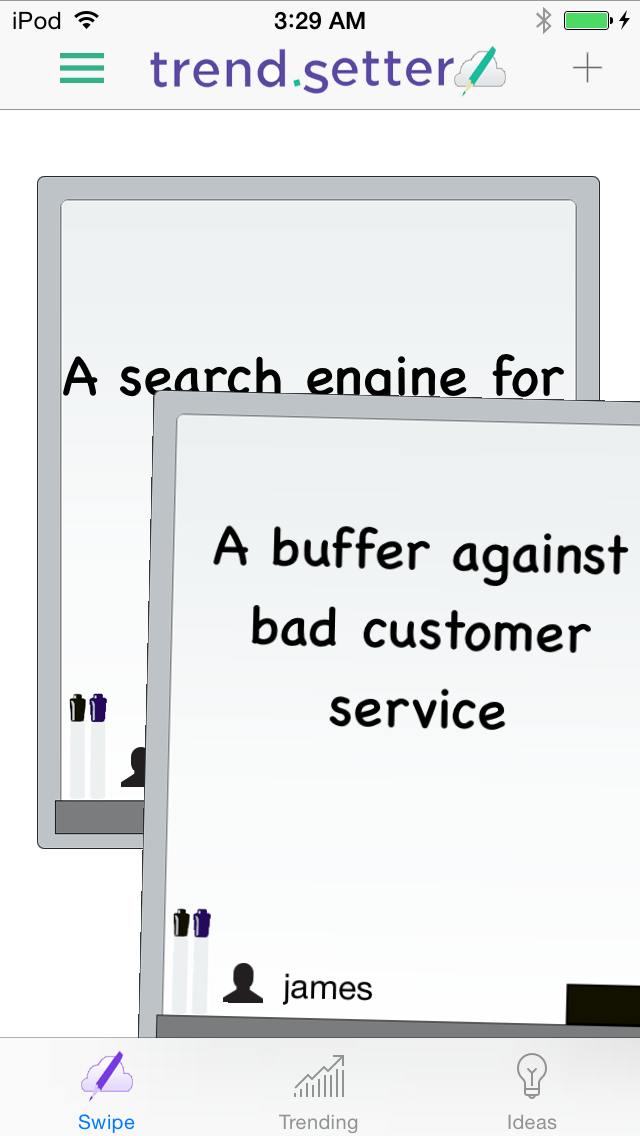 iPod 3:29 AM
trend.setter
A search engine for
A buffer against
bad customer
service
james
Swipe Trending Ideas